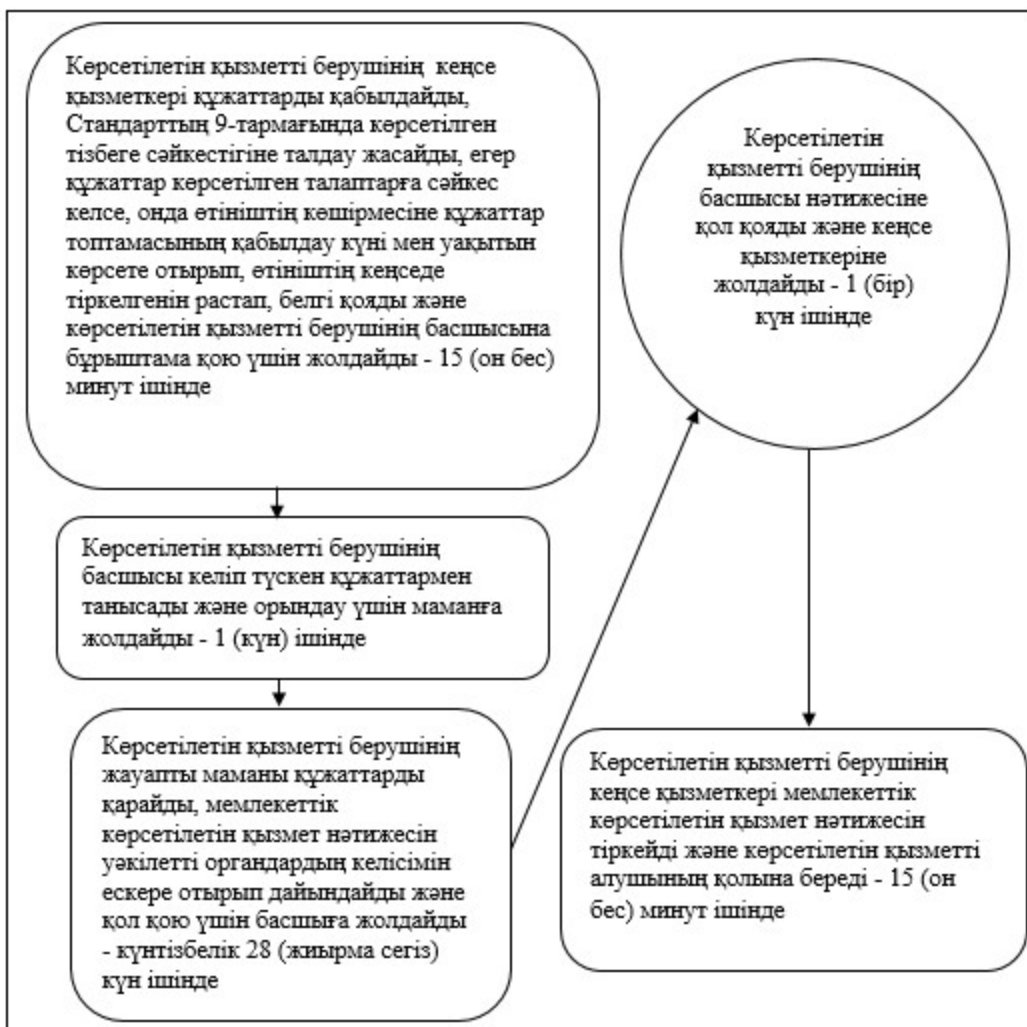 Көрсетілетін қызметті берушінің кеңсе
қызметкері құжаттарды қабылдайды,
Стандарттың 9-тармағында көрсетілген
тізбеге сәйкестігіне талдау жасайды, егер
құжаттар көрсетілген талаптарға сәйкес
келсе, онда өтініштің көшірмесіне құжаттар
топтамасының қабылдау күні мен уақытын
көрсете отырып, өтініштің кеңседе
тіркелгенін растап, белгі қояды және
көрсетілетін қызметті берушінің басшысына
бұрыштама қою үшін жолдайды - 15 (он бес)
минут ішінде
Көрсетілетін қызметті берушінің
басшысы келіп түскен құжаттармен
танысады және орындау үшін маманға
жолдайды - 1 (күн) ішінде
Көрсетілетін қызметті берушінің
жауапты маманы құжаттарды
қарайды, мемлекеттік
көрсетілетін қызмет нәтижесін
уәкілетті органдардың келісімін
ескере отырып дайындайды және
қол қою үшін басшыға жолдайды
- күнтізбелік 28 (жиырма сегіз)
күн ішінде
Көрсетілетін
қызметті берушінің
басшысы нәтижесіне
қол қояды және кеңсе
қызметкеріне
жолдайды - 1 (бір)
күн ішінде
Көрсетілетін қызметті берушінің
кеңсе қызметкері мемлекеттік
көрсетілетін қызмет нәтижесін
тіркейді және көрсетілетін қызметті
алушының қолына береді - 15 (он
бес) минут ішінде